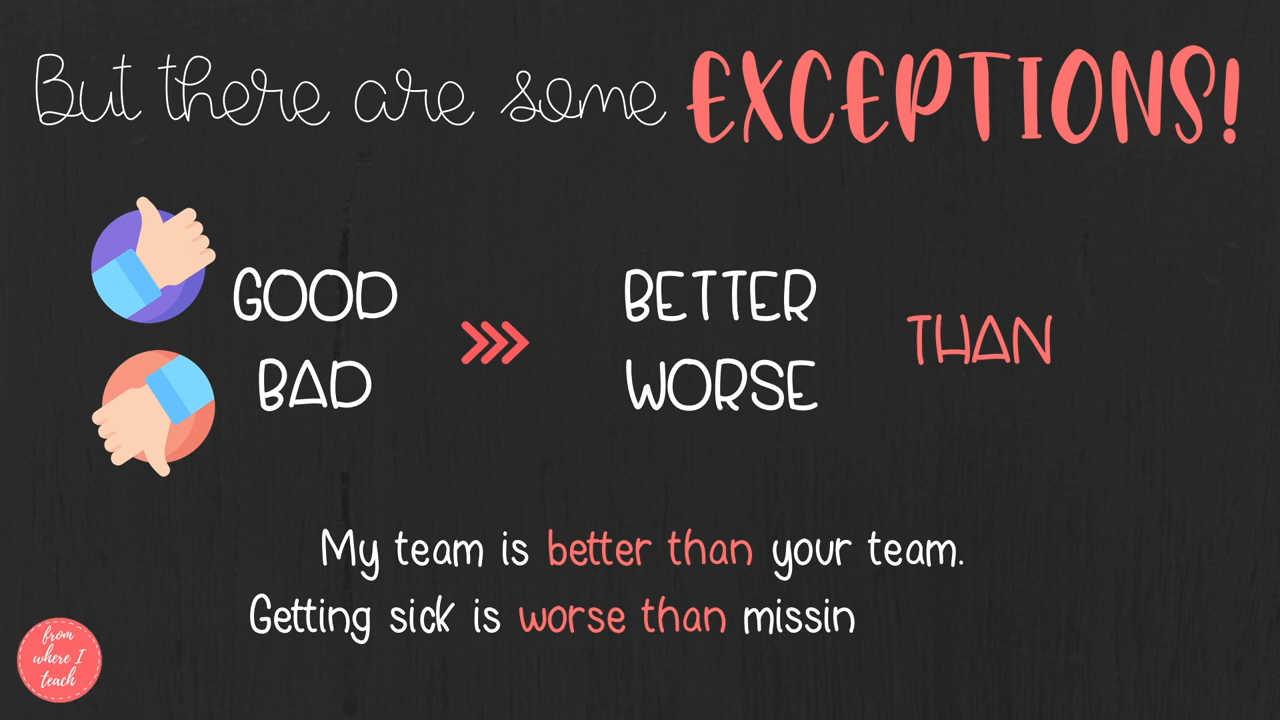 But there are some EXCEPTIONS!
GOOD
BAD
BETTER
WORSE
THAN
My team is better than your team.
Getting sick is worse than missin
from
where I
teach